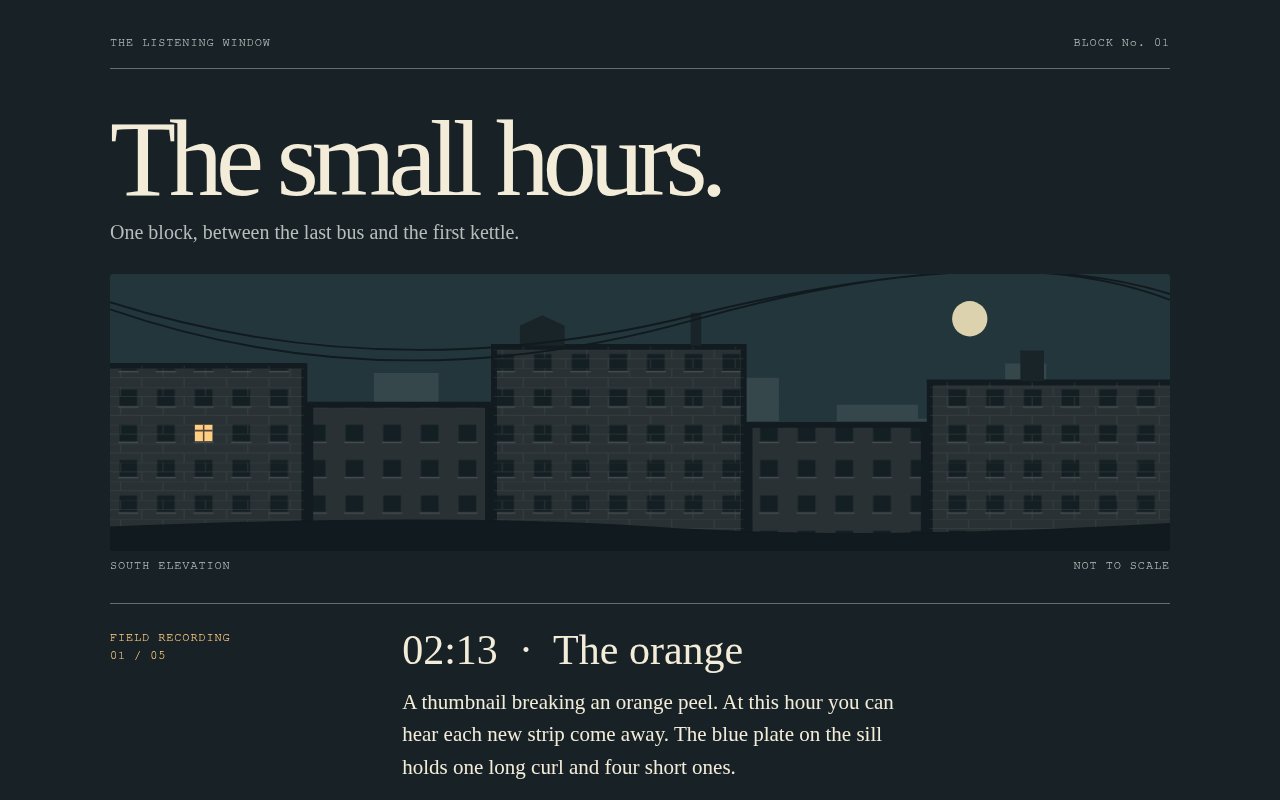 THE LISTENING WINDOW
BLOCK No. 01
The small hours.
One block, between the last bus and the first kettle.
SOUTH ELEVATION
NOT TO SCALE
FIELD RECORDING
01 / 05
02:13 · The orange
A thumbnail breaking an orange peel. At this hour you can
hear each new strip come away. The blue plate on the sill
holds one long curl and four short ones.